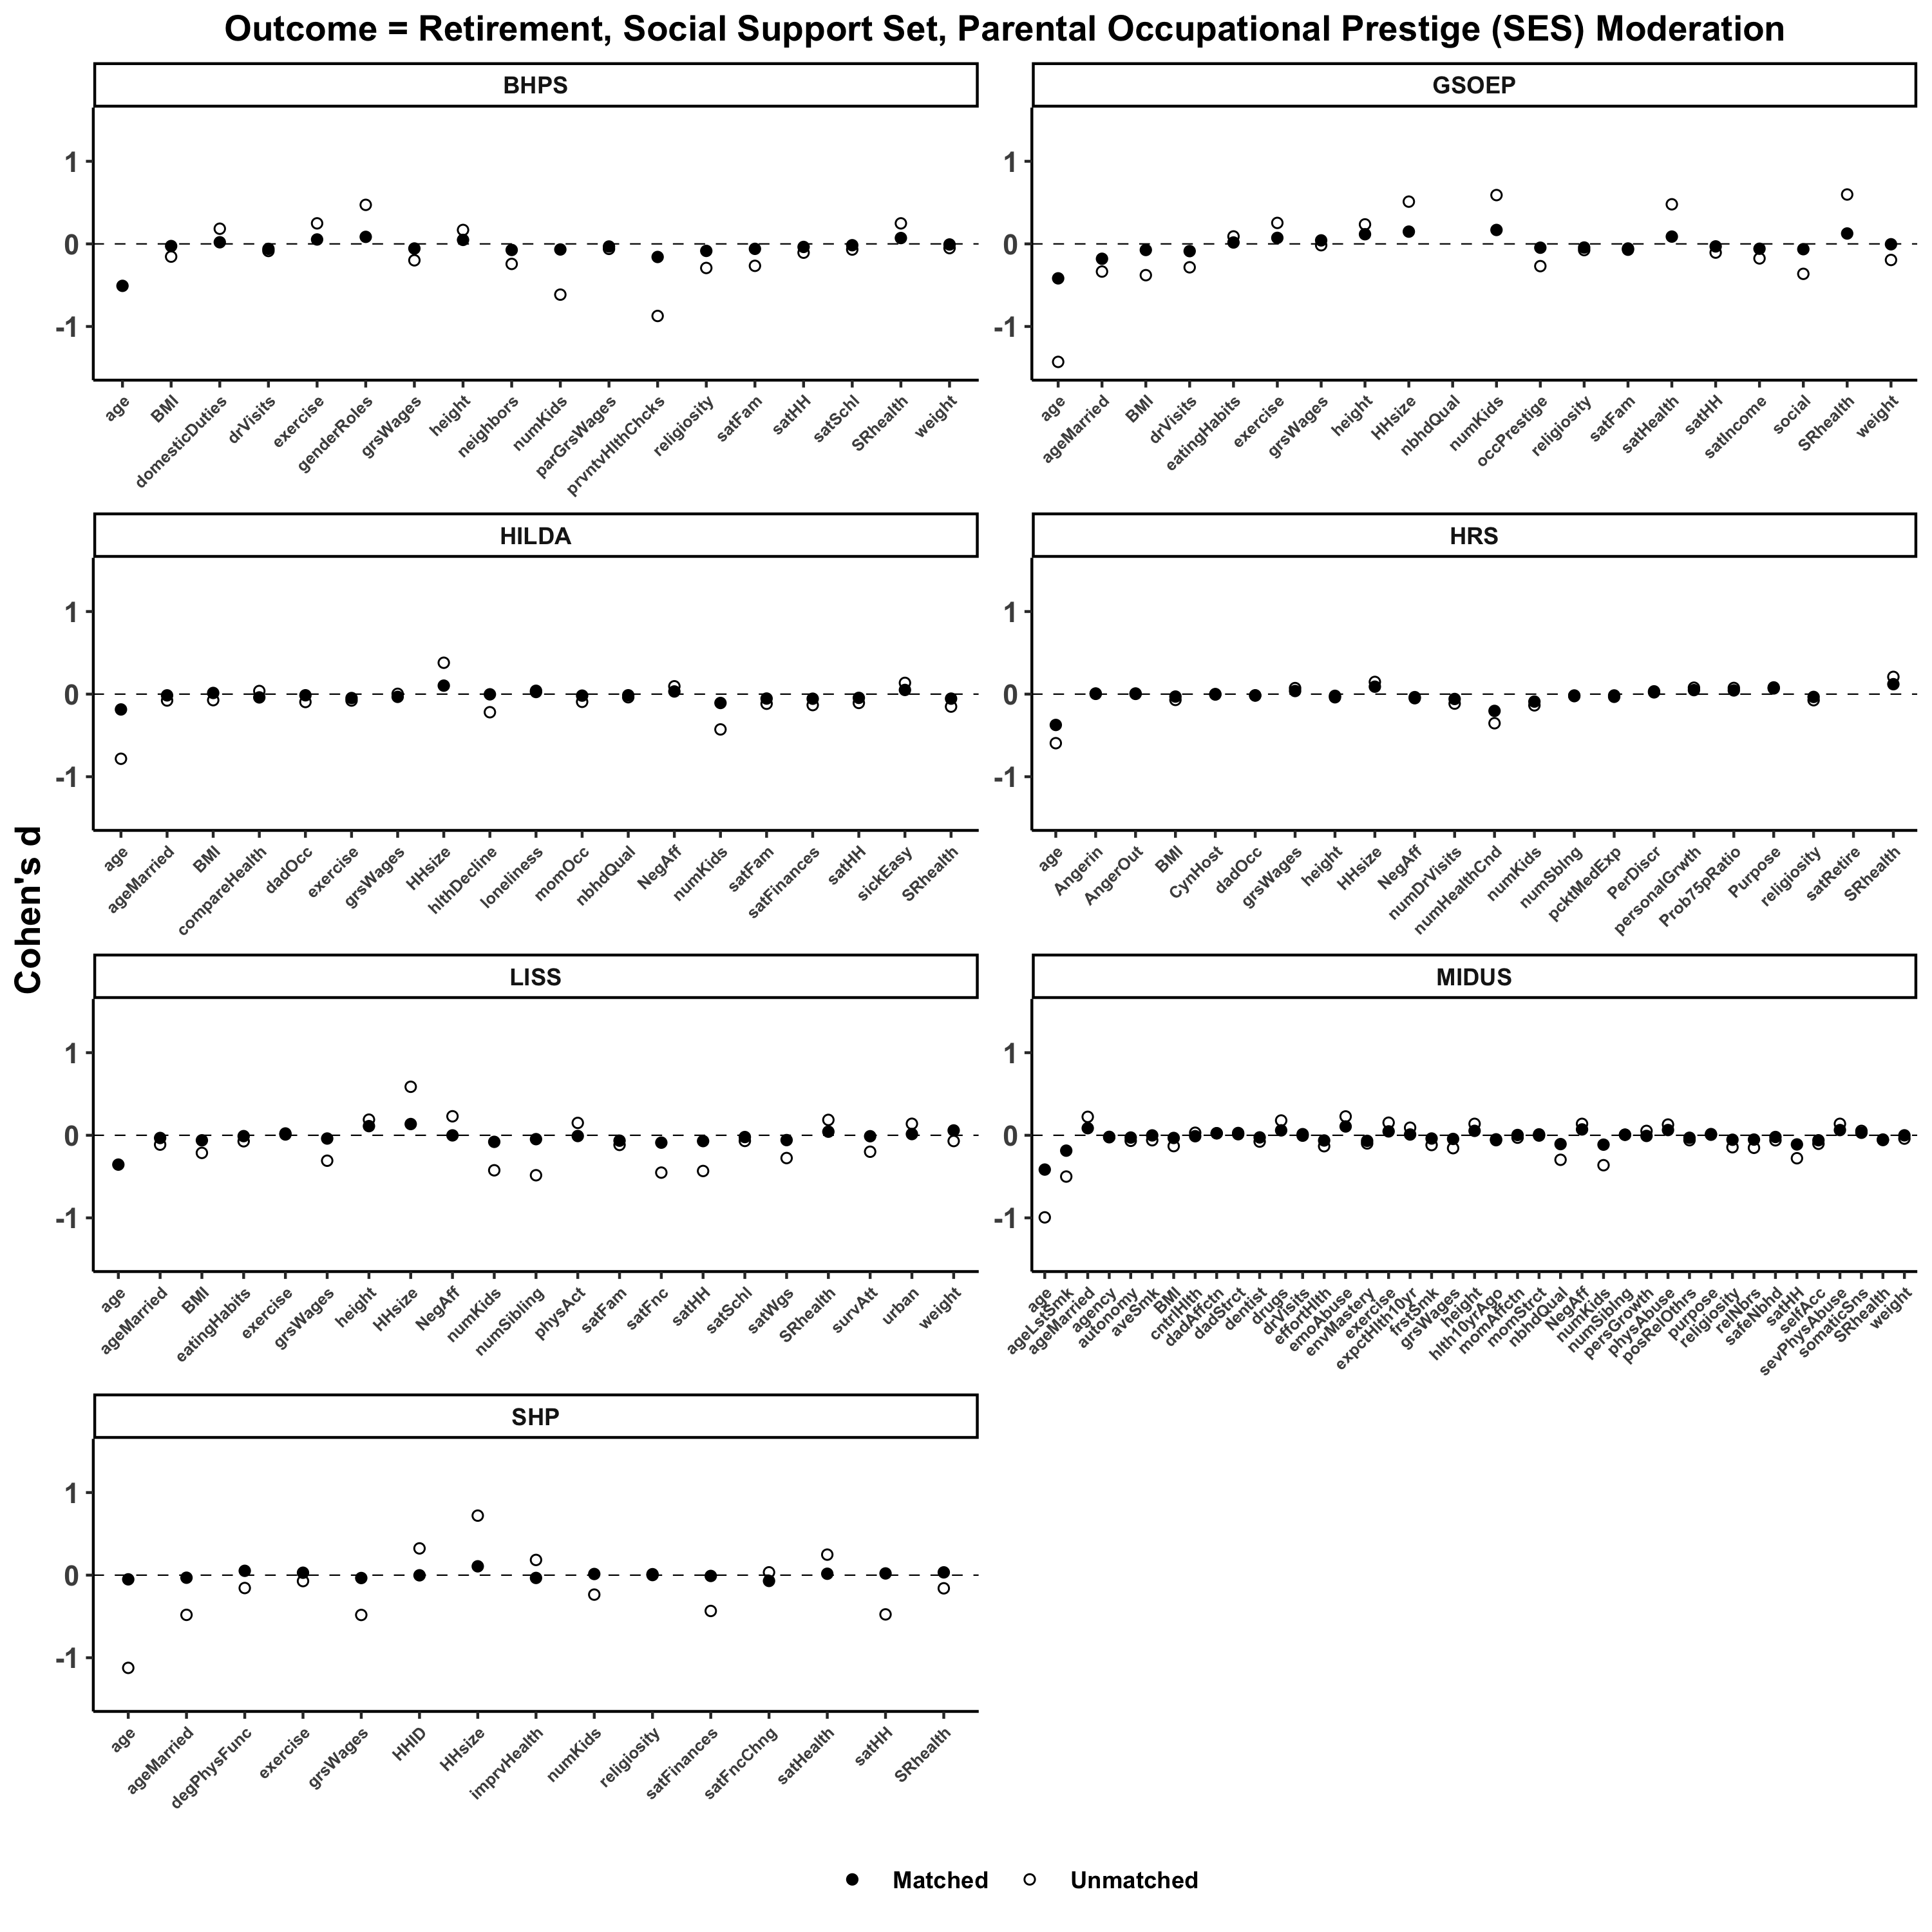 Outcome = Retirement, Social Support Set, Parental Occupational Prestige (SES) Moderation
Cohen's d
BHPS
1
0
-1
age
BMI
domesticDuties
drVisits
exercise
genderRoles
grsWages
height
neighbors
numKids
parGrsWages
prvntvHlthChcks
religiosity
satFam
satHH
satSchl
SRhealth
weight
GSOEP
1
0
-1
age
ageMarried
BMI
drVisits
eatingHabits
exercise
grsWages
height
HHsize
nbhdQual
numKids
occPrestige
religiosity
satFam
satHealth
satHH
satIncome
social
SRhealth
weight
HILDA
1
0
-1
age
ageMarried
BMI
compareHealth
dadOcc
exercise
grsWages
HHsize
hlthDecline
loneliness
momOcc
nbhdQual
NegAff
numKids
satFam
satFinances
satHH
sickEasy
SRhealth
HRS
1
0
-1
age
Angerin
AngerOut
BMI
CynHost
dadOcc
grsWages
height
HHsize
NegAff
numDrVisits
numHealthCnd
numKids
numSblng
pcktMedExp
PerDiscr
personalGrwth
Prob75pRatio
Purpose
religiosity
satRetire
SRhealth
LISS
1
0
-1
age
ageMarried
BMI
eatingHabits
exercise
grsWages
height
HHsize
NegAff
numKids
numSibling
physAct
satFam
satFnc
satHH
satSchl
satWgs
SRhealth
survAtt
urban
weight
MIDUS
1
0
-1
age
ageLstSmk
ageMarried
agency
autonomy
aveSmk
BMI
cntrlHlth
dadAffctn
dadStrct
dentist
drugs
drVisits
effortHlth
emoAbuse
envMastery
exercise
expctHlth10yr
frstSmk
grsWages
height
hlth10yrAgo
momAffctn
momStrct
nbhdQual
NegAff
numKids
numSblng
persGrowth
physAbuse
posRelOthrs
purpose
religiosity
relNbrs
safeNbhd
satHH
selfAcc
sevPhysAbuse
somaticSns
SRhealth
weight
SHP
1
0
-1
age
ageMarried
degPhysFunc
exercise
grsWages
HHID
HHsize
imprvHealth
numKids
religiosity
satFinances
satFncChng
satHealth
satHH
SRhealth
Matched
Unmatched